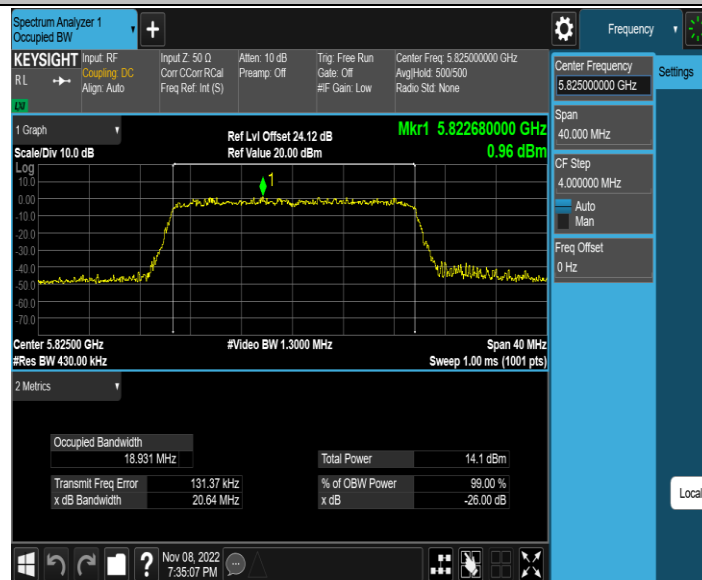 Spectrum Analyzer 1
Occupied BW
Frequency
KEYSIGHT
Input: RF
Coupling: DC
Align: Auto
Input Z: 50 Ω
Corr CCorr RCal
Freq Ref: Int (S)
Atten: 10 dB
Preamp: Off
Trig: Free Run
Gate: Off
#IF Gain: Low
Center Freq: 5.825000000 GHz
Avg|Hold: 500/500
Radio Std: None
R L
LXI
Center Frequency
5.825000000 GHz
Settings
Span
40.000 MHz
CF Step
4.000000 MHz
Auto
Man
Freq Offset
0 Hz
Local
1 Graph
Scale/Div 10.0 dB
Ref Lvl Offset 24.12 dB
Ref Value 20.00 dBm
Mkr1 5.822680000 GHz
0.96 dBm
Log
10.0
0.00
-10.0
-20.0
-30.0
-40.0
-50.0
-60.0
-70.0
1
Center 5.82500 GHz
#Res BW 430.00 kHz
#Video BW 1.3000 MHz
Span 40 MHz
Sweep 1.00 ms (1001 pts)
2 Metrics
Occupied Bandwidth
18.931 MHz
Total Power 14.1 dBm
Transmit Freq Error 131.37 kHz
% of OBW Power 99.00 %
x dB Bandwidth 20.64 MHz
x dB -26.00 dB
Nov 08, 2022
7:35:07 PM